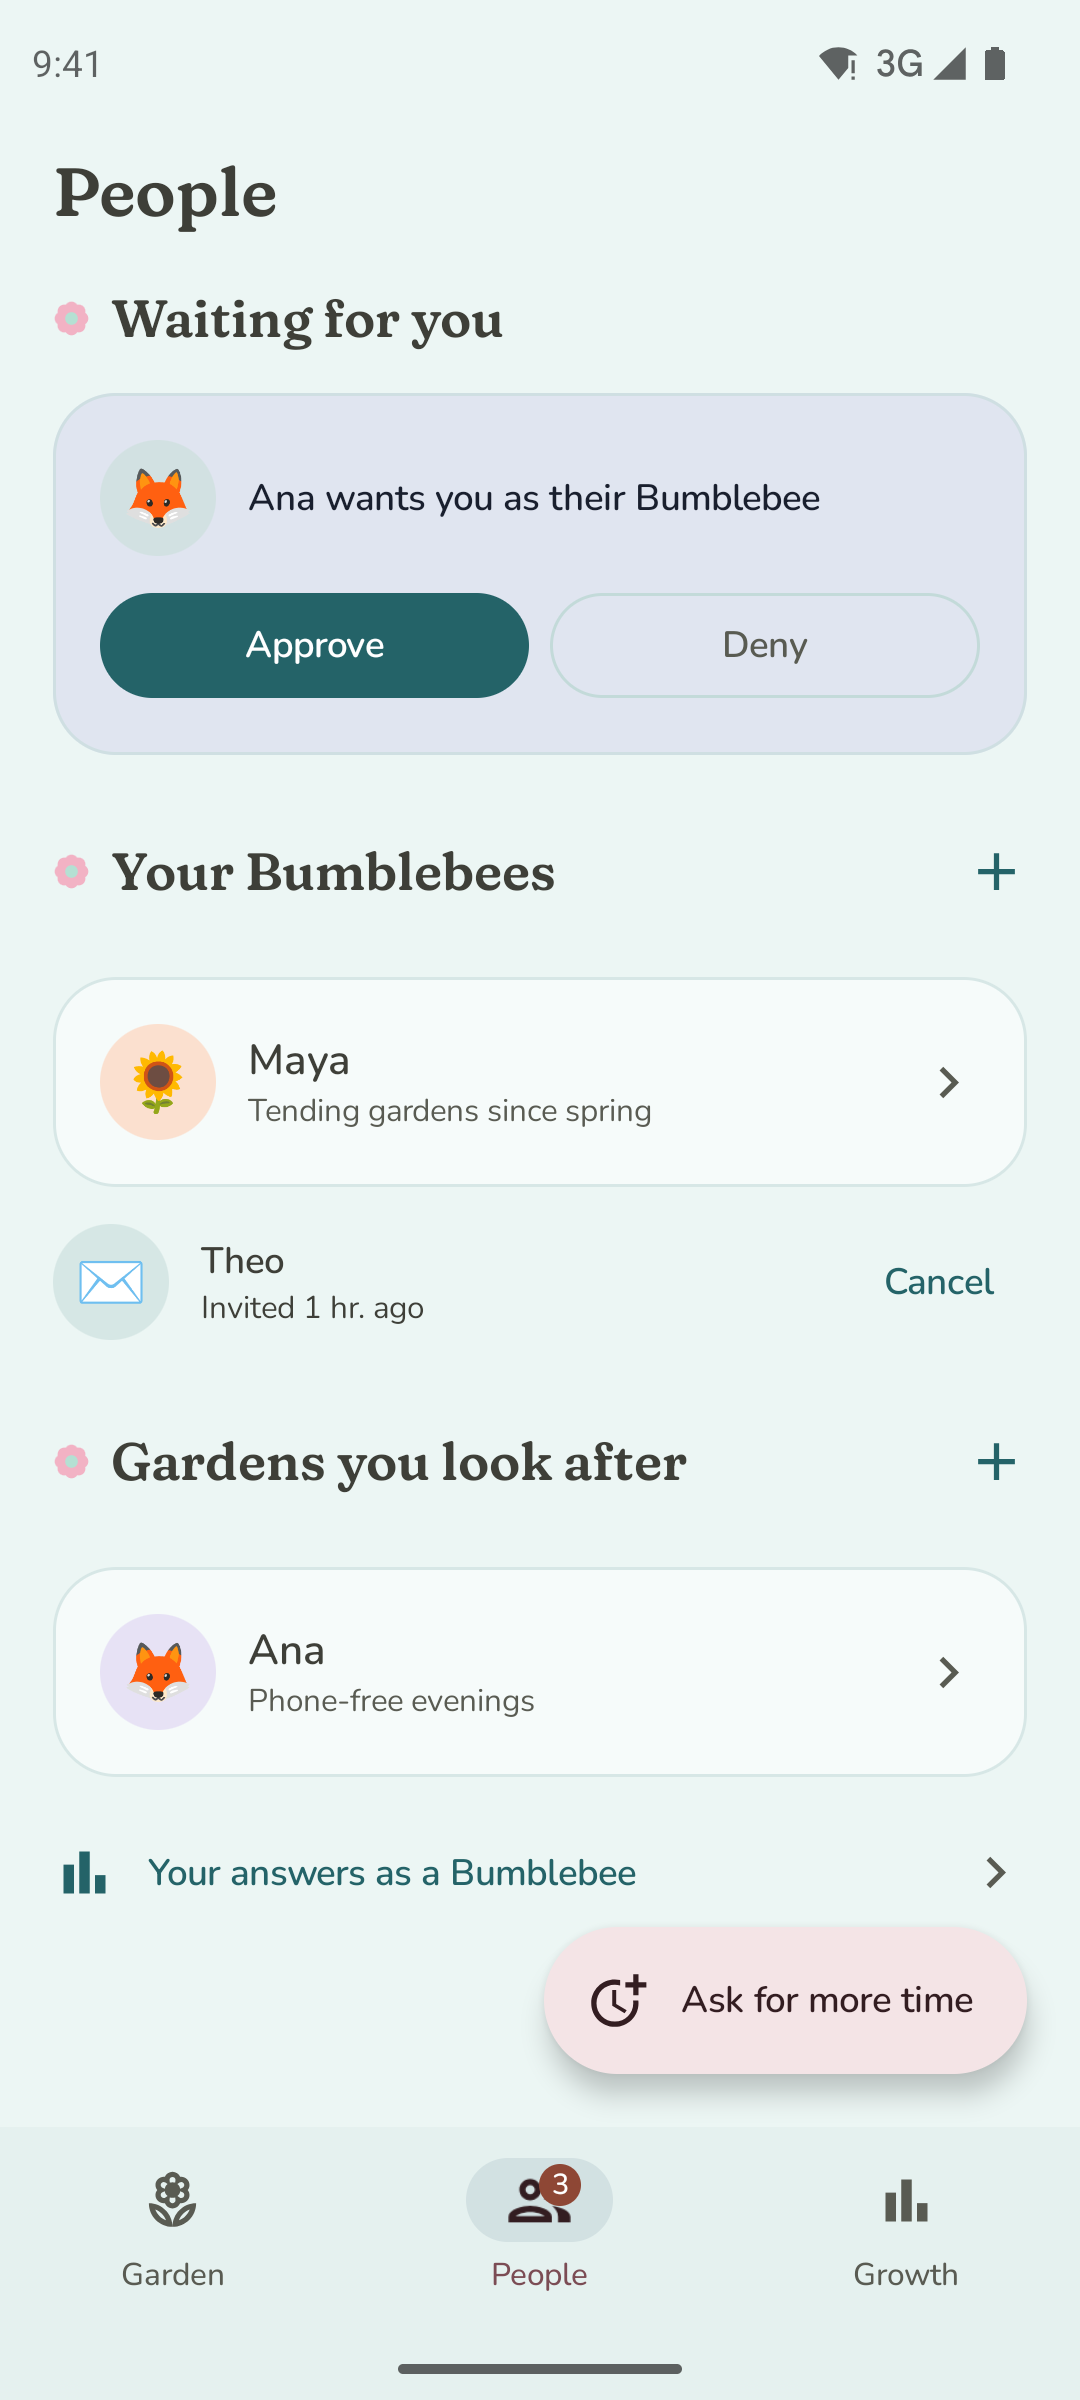 9:41
3G
People
Waiting for you
Ana wants you as their Bumblebee
Approve
Deny
Your Bumblebees
Maya
Tending gardens since spring
Theo
Invited 1 hr. ago
Cancel
Gardens you look after
Ana
Phone-free evenings
Your answers as a Bumblebee
Ask for more time
3
Garden
People
Growth